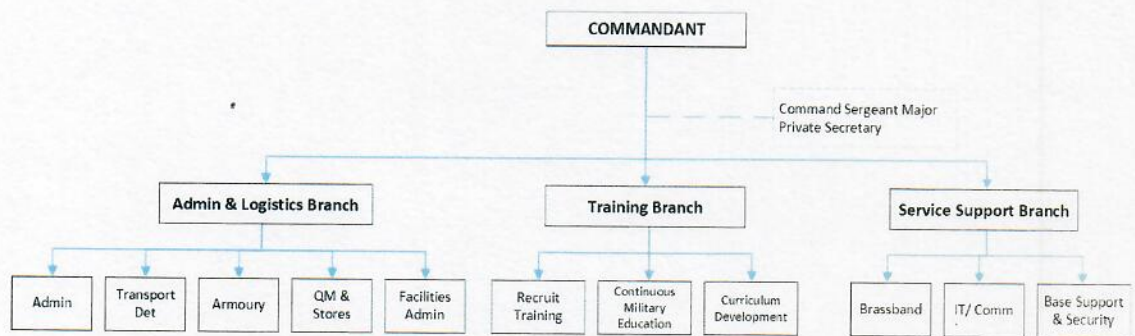 COMMANDANT
Command Sergeant Major
Private Secretary
Admin & Logistics Branch
Training Branch
Service Support Branch
Admin
Transport
Det
Armoury
QM &
Stores
Facilities
Admin
Recruit
Training
Continuous
Military
Education
Curriculum
Development
Brassband
IT/ Comm
Base Support
& Security